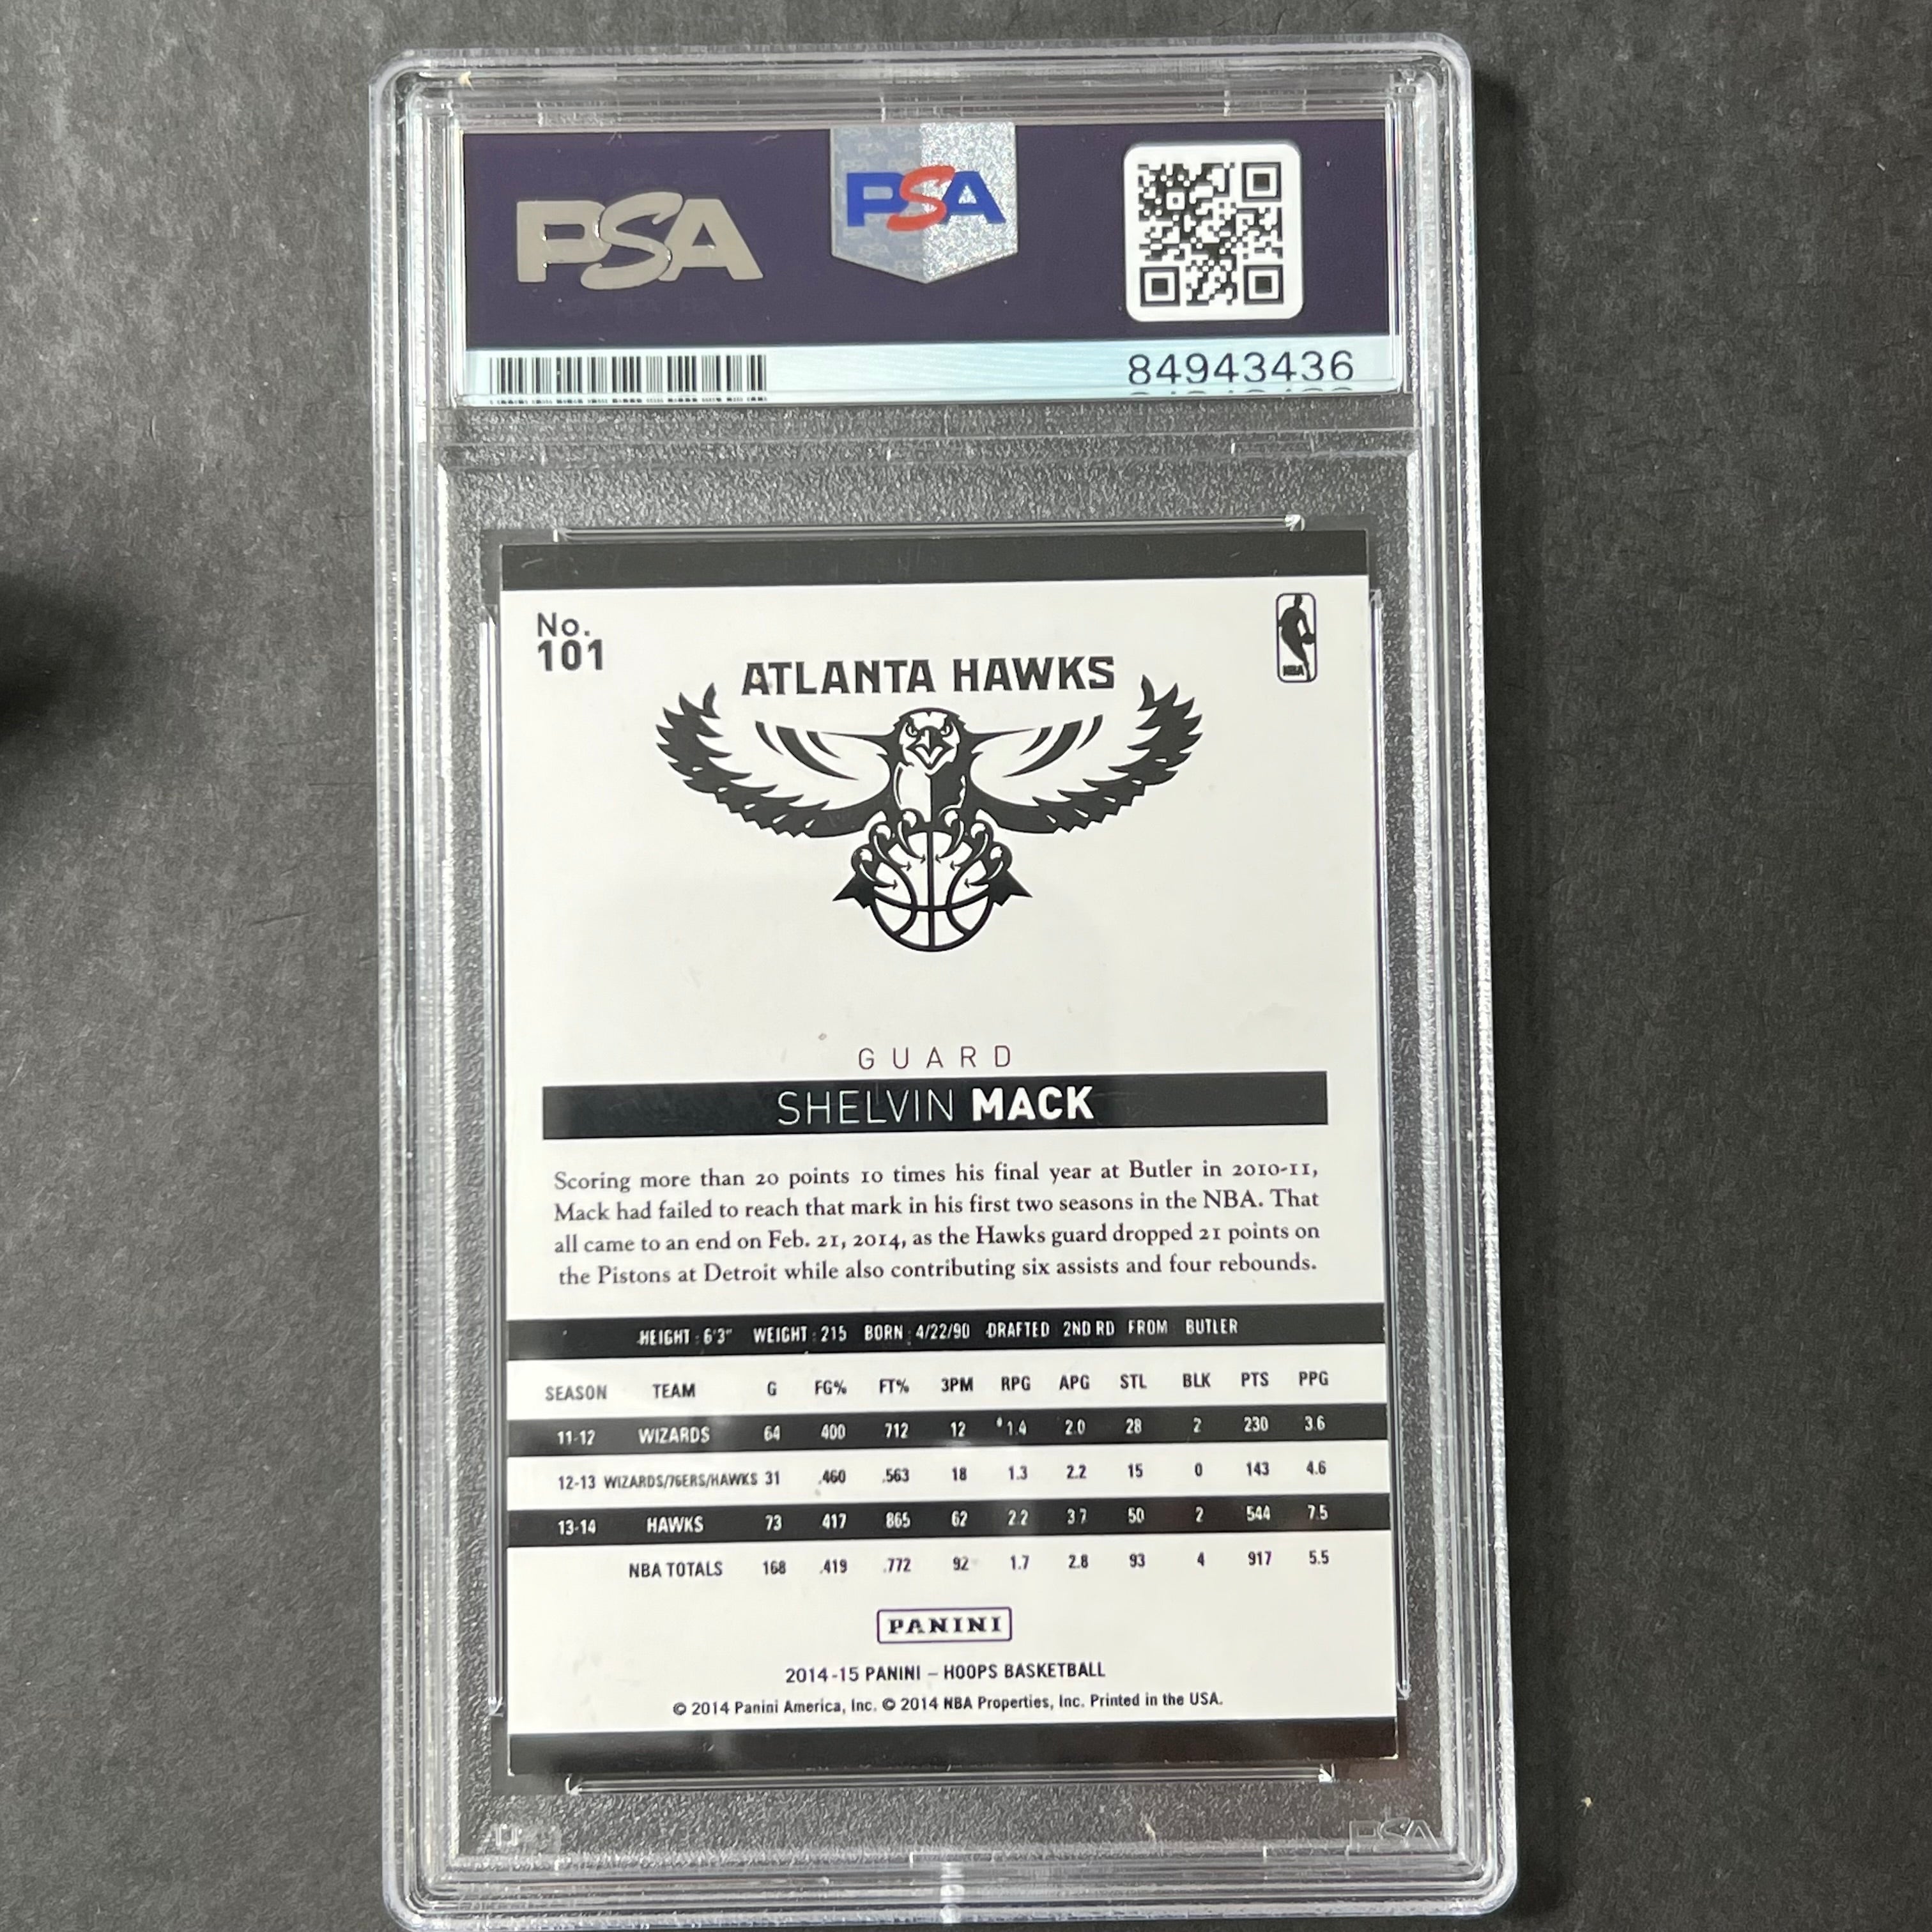 PSA
PSA
84943436
No.
101
NBA
ATLANTA HAWKS
GUARD
SHELVIN MACK
Scoring more than 20 points 10 times his final year at Butler in 2010-11,
Mack had failed to reach that mark in his first two seasons in the NBA. That
all came to an end on Feb. 21, 2014, as the Hawks guard dropped 21 points on
the Pistons at Detroit while also contributing six assists and four rebounds.
HEIGHT : 6'3" WEIGHT : 215 BORN : 4/22/90 DRAFTED 2ND RD FROM BUTLER
SEASON TEAM G FG% FT% 3PM RPG APG STL BLK PTS PPG
11-12 WIZARDS 64 400 712 12 1.4 2.0 28 2 230 3.6
12-13 WIZARDS/76ERS/HAWKS 31 .460 .563 18 1.3 2.2 15 0 143 4.6
13-14 HAWKS 73 417 865 62 2.2 3.7 50 2 544 7.5
NBA TOTALS 168 .419 .772 92 1.7 2.8 93 4 917 5.5
PANINI
2014-15 PANINI – HOOPS BASKETBALL
© 2014 Panini America, Inc. © 2014 NBA Properties, Inc. Printed in the USA.
PSA